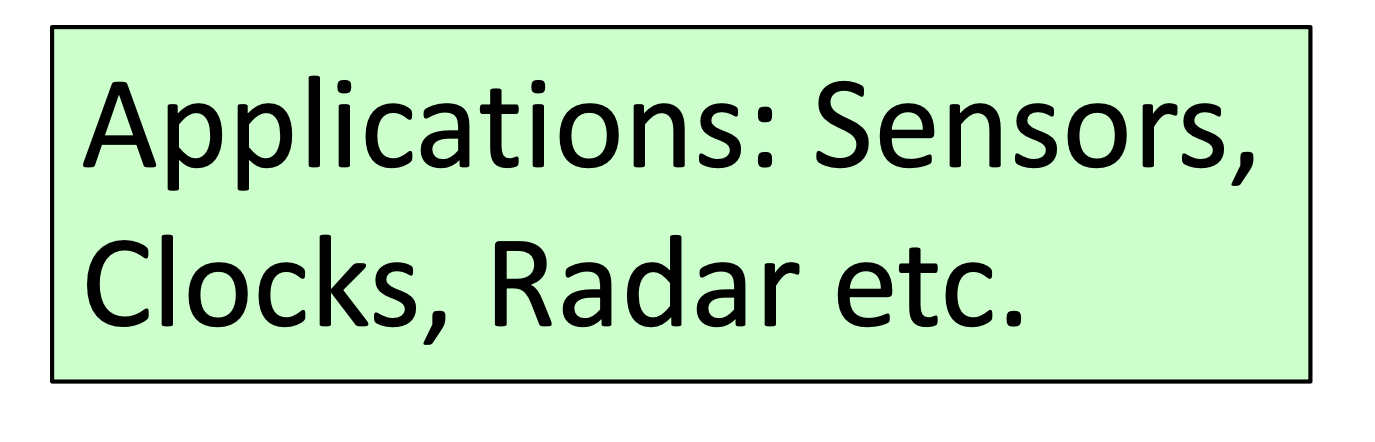 Applications: Sensors,
Clocks, Radar etc.